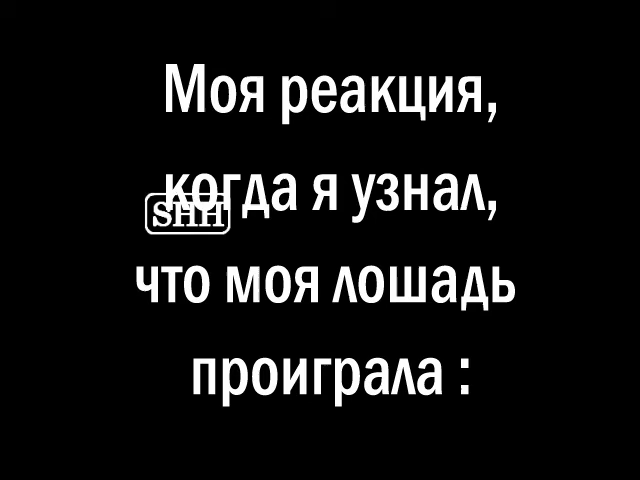 Моя реакция,
когда я узнал,
SHH
что моя лошадь
проиграла :